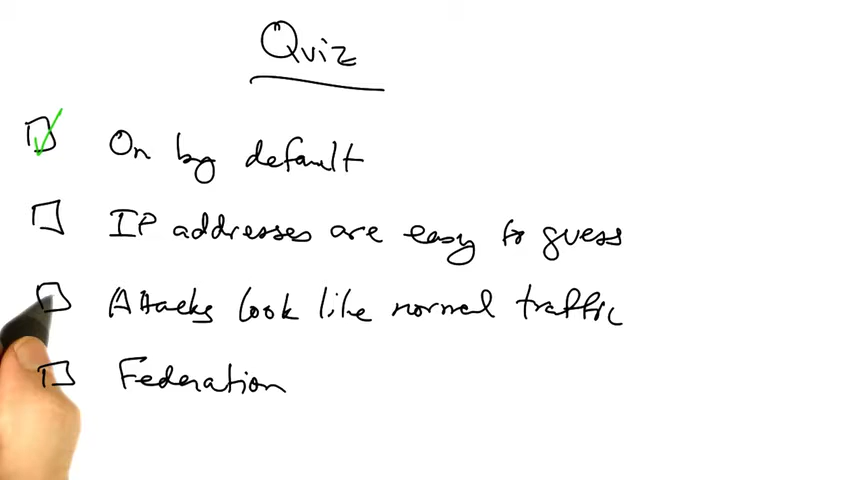 Quiz
On by default
IP addresses are easy to guess
Attacks look like normal traffic
Federation